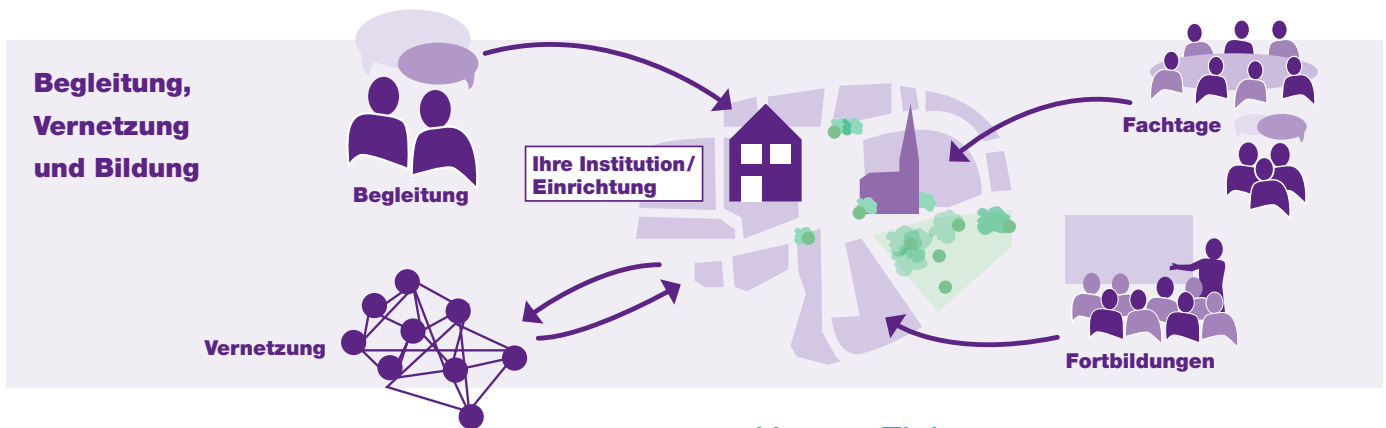 Begleitung,
Vernetzung
und Bildung
Begleitung
Ihre Institution/
Einrichtung
Fachtage
Vernetzung
Fortbildungen